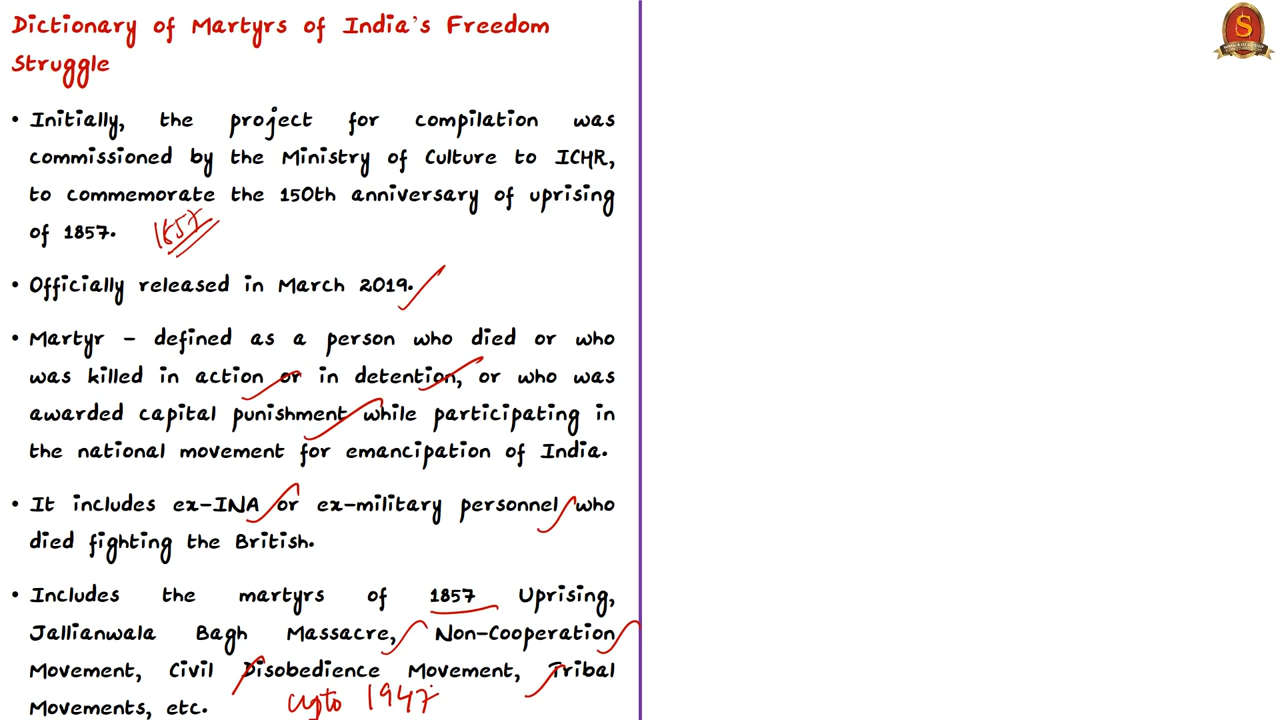 Dictionary of Martyrs of India's Freedom
Struggle
• Initially, the project for compilation was
commissioned by the Ministry of Culture to ICHR,
to commemorate the 150th anniversary of uprising
of 1857.
1857
• Officially released in March 2019.
• Martyr – defined as a person who died or who
was killed in action or in detention, or who was
awarded capital punishment while participating in
the national movement for emancipation of India.
• It includes ex-INA or ex-military personnel who
died fighting the British.
• Includes the martyrs of 1857 Uprising,
Jallianwala Bagh Massacre, Non-Cooperation
Movement, Civil Disobedience Movement, Tribal
Movements, etc.
upto 1947
S